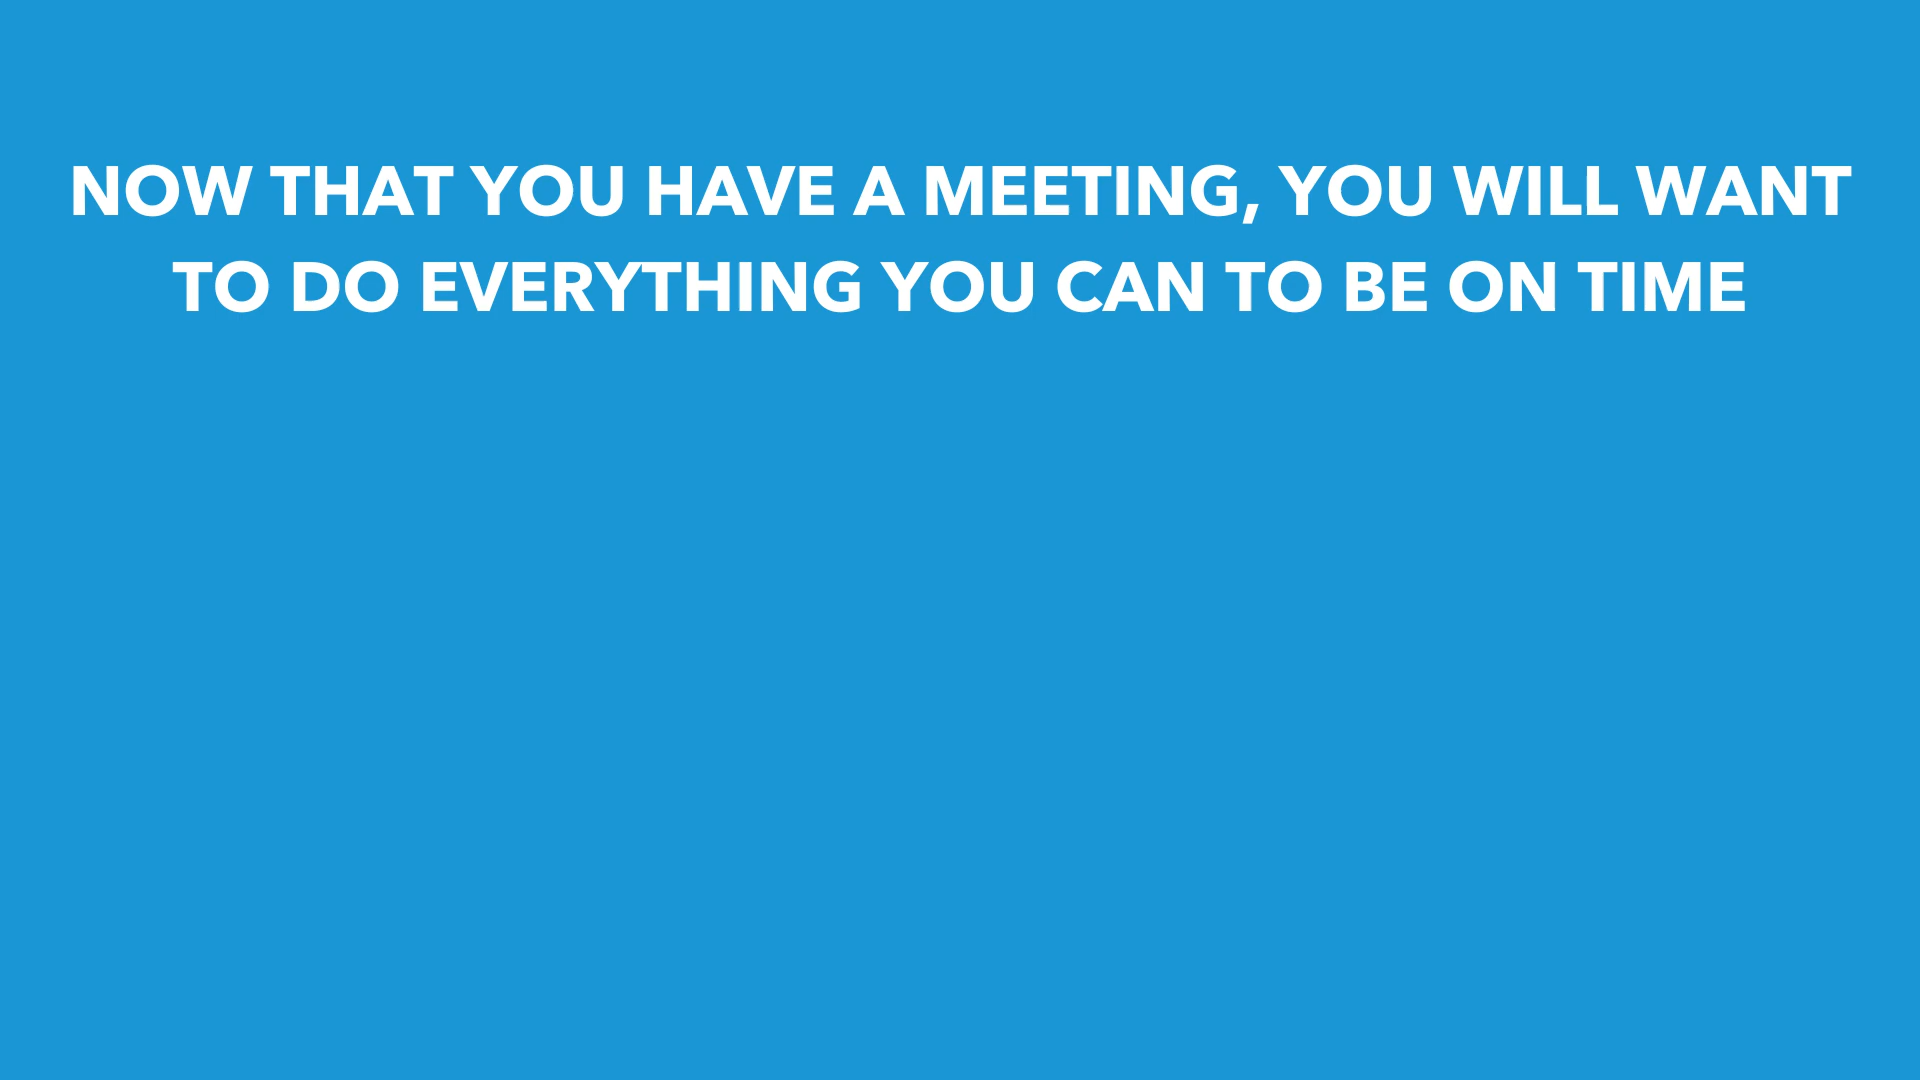 NOW THAT YOU HAVE A MEETING, YOU WILL WANT
TO DO EVERYTHING YOU CAN TO BE ON TIME